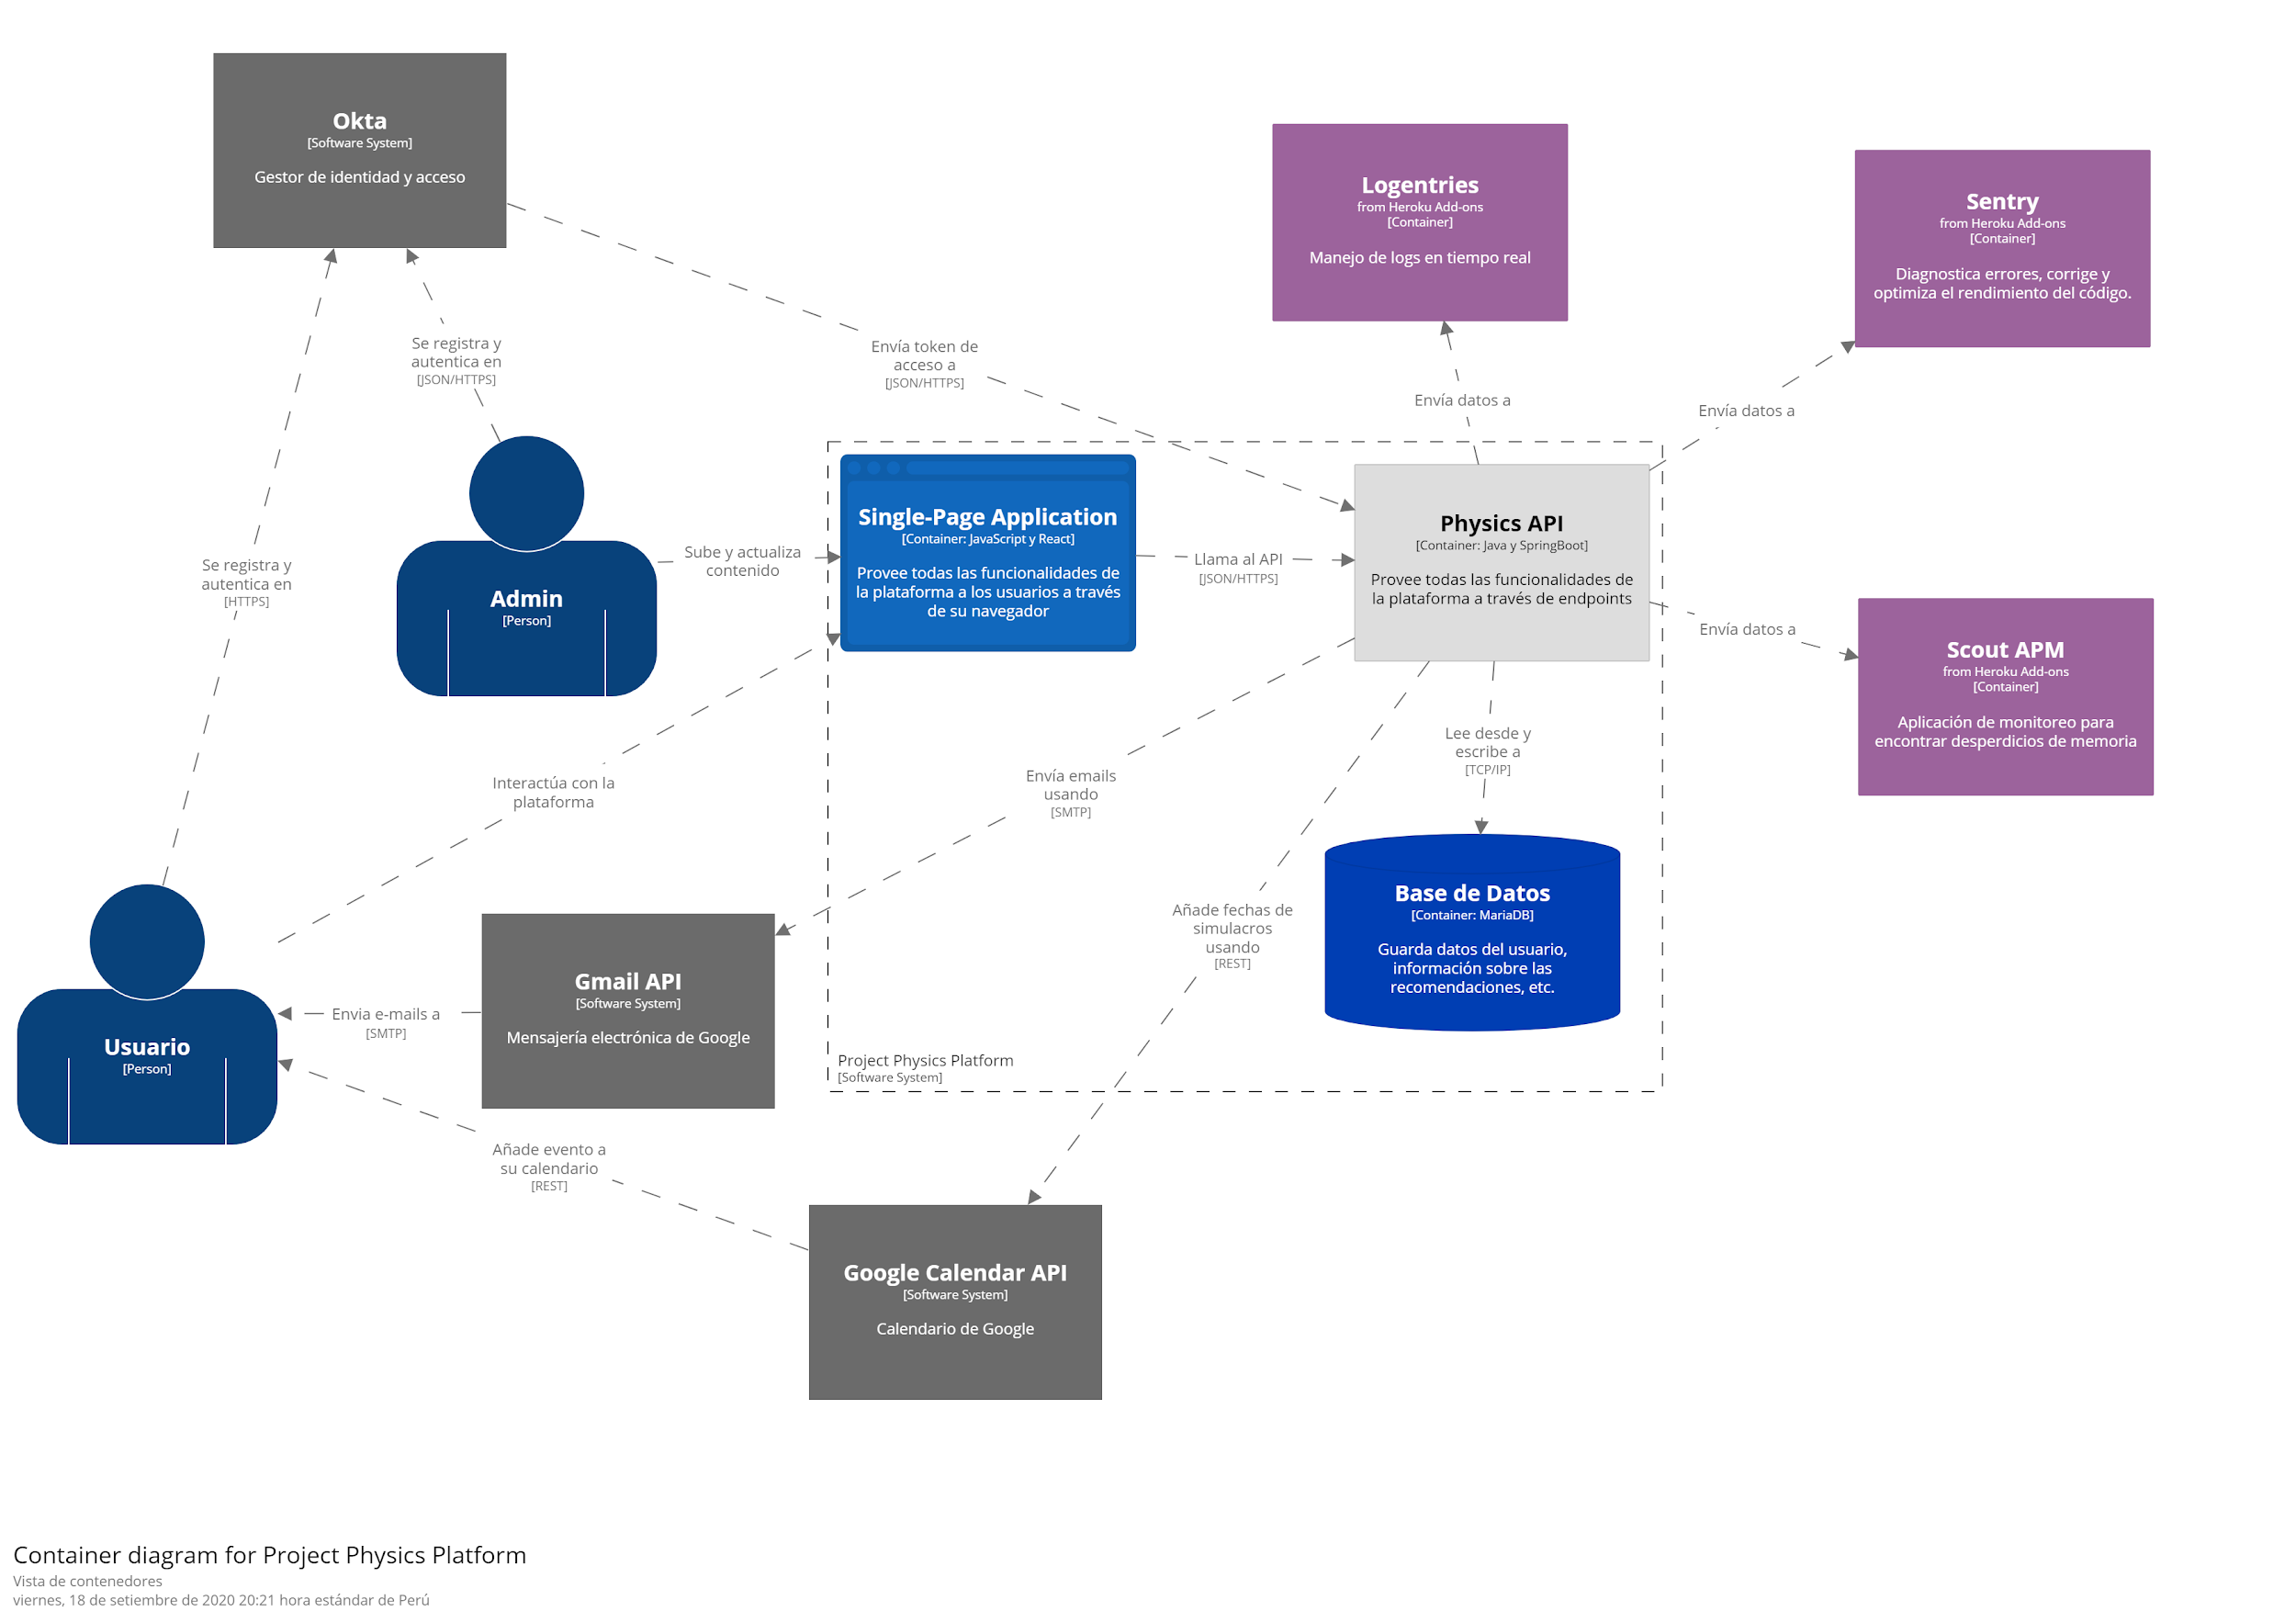 Okta
[Software System]
Gestor de identidad y acceso
Logentries
from Heroku Add-ons
[Container]
Manejo de logs en tiempo real
Sentry
from Heroku Add-ons
[Container]
Diagnostica errores, corrige y
optimiza el rendimiento del código.
Se registra y
autentica en
[JSON/HTTPS]
Envía token de
acceso a
[JSON/HTTPS]
Envía datos a
Envía datos a
Se registra y
autentica en
[HTTPS]
Admin
[Person]
Sube y actualiza
contenido
Single-Page Application
[Container: JavaScript y React]
Provee todas las funcionalidades de
la plataforma a los usuarios a través
de su navegador
Llama al API
[JSON/HTTPS]
Physics API
[Container: Java y SpringBoot]
Provee todas las funcionalidades de
la plataforma a través de endpoints
Envía datos a
Scout APM
from Heroku Add-ons
[Container]
Aplicación de monitoreo para
encontrar desperdicios de memoria
Interactúa con la
plataforma
Envía emails
usando
[SMTP]
Lee desde y
escribe a
[TCP/IP]
Añade fechas de
simulacros
usando
[REST]
Base de Datos
[Container: MariaDB]
Guarda datos del usuario,
información sobre las
recomendaciones, etc.
Usuario
[Person]
Envia e-mails a
[SMTP]
Gmail API
[Software System]
Mensajería electrónica de Google
Project Physics Platform
[Software System]
Añade evento a
su calendario
[REST]
Google Calendar API
[Software System]
Calendario de Google
Container diagram for Project Physics Platform
Vista de contenedores
viernes, 18 de setiembre de 2020 20:21 hora estándar de Perú